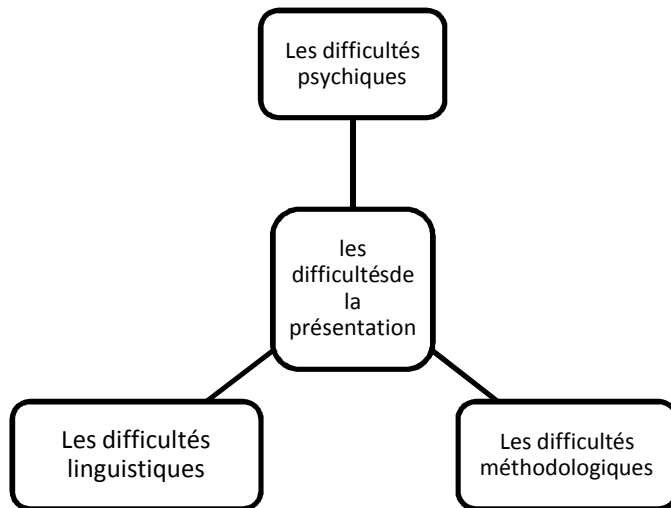 Les difficultés
psychiques
les
difficultésde
la
présentation
Les difficultés
linguistiques
Les difficultés
méthodologiques